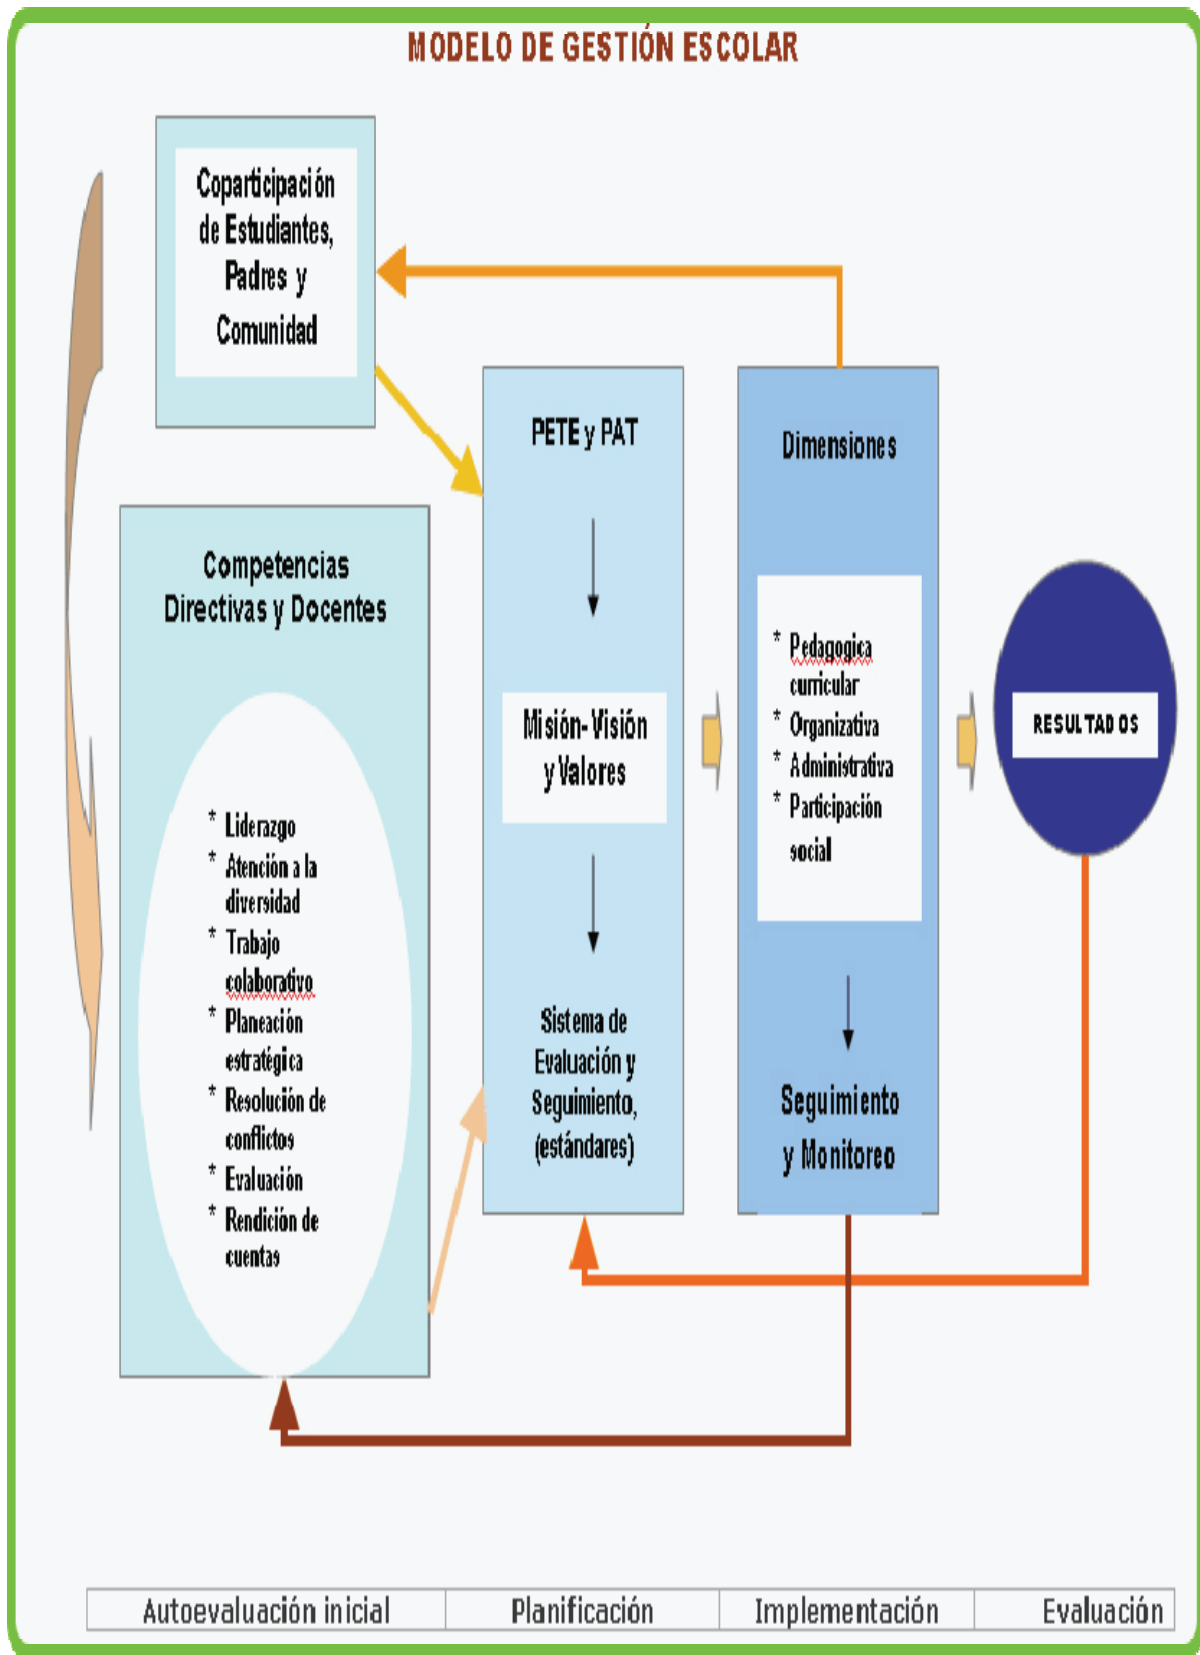 MODELO DE GESTIÓN ESCOLAR
Coparticipación
de Estudiantes,
Padres y
Comunidad
Competencias
Directivas y Docentes
* Liderazgo
* Atención a la
diversidad
* Trabajo
colaborativo
* Planeación
estratégica
* Resolución de
conflictos
* Evaluación
* Rendición de
cuentas
PETE y PAT
Misión- Visión
y Valores
Sistema de
Evaluación y
Seguimiento,
(estándares)
Dimensiones
* Pedagogica
curricular
* Organizativa
* Administrativa
* Participación
social
Seguimiento
y Monitoreo
RESULTADOS
Autoevaluación inicial
Planificación
Implementación
Evaluación